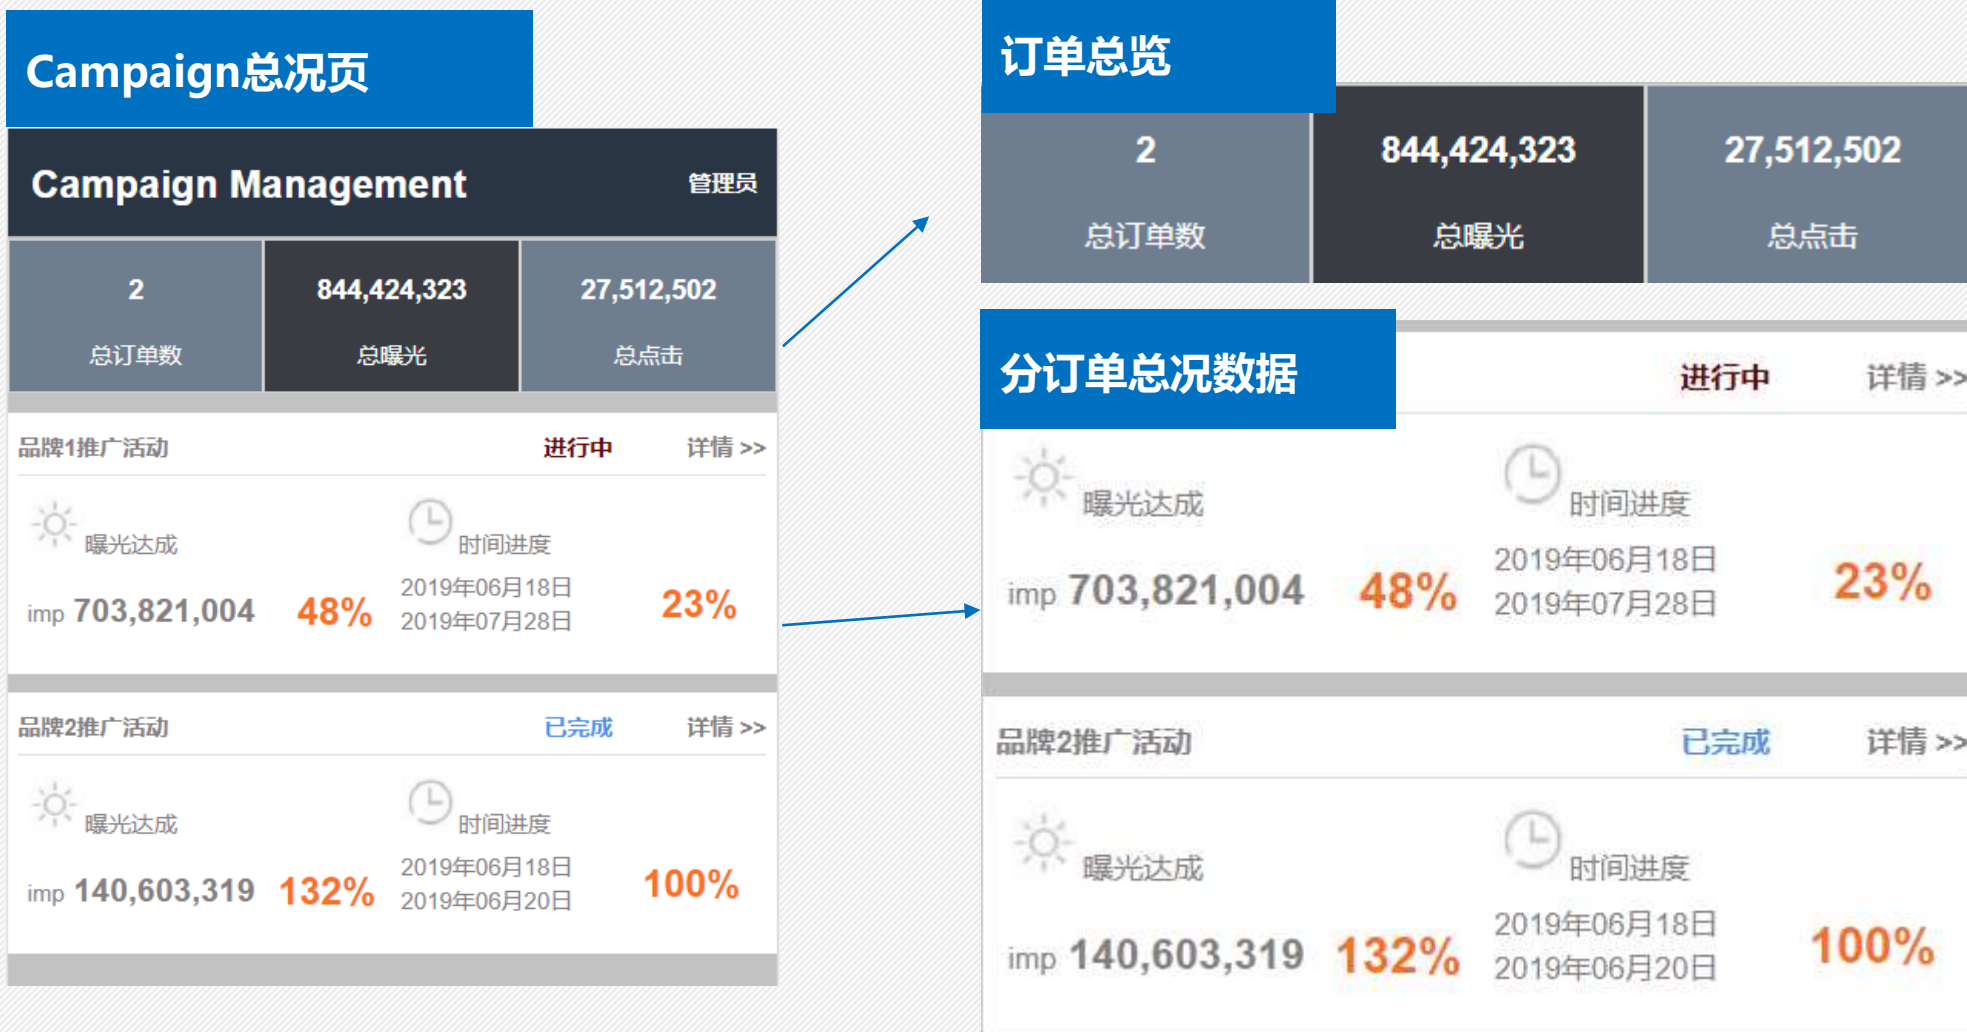 Campaign总况页
Campaign Management 管理员
2 844,424,323 27,512,502
总订单数 总曝光 总点击
品牌1推广活动 进行中 详情 >>
曝光达成 时间进度
imp 703,821,004 48% 2019年06月18日 23%
2019年07月28日
品牌2推广活动 已完成 详情 >>
曝光达成 时间进度
imp 140,603,319 132% 2019年06月18日 100%
2019年06月20日
订单总览
2 844,424,323 27,512,502
总订单数 总曝光 总点击
分订单总况数据
进行中 详情 >>
曝光达成 时间进度
imp 703,821,004 48% 2019年06月18日 23%
2019年07月28日
品牌2推广活动 已完成 详情 >>
曝光达成 时间进度
imp 140,603,319 132% 2019年06月18日 100%
2019年06月20日